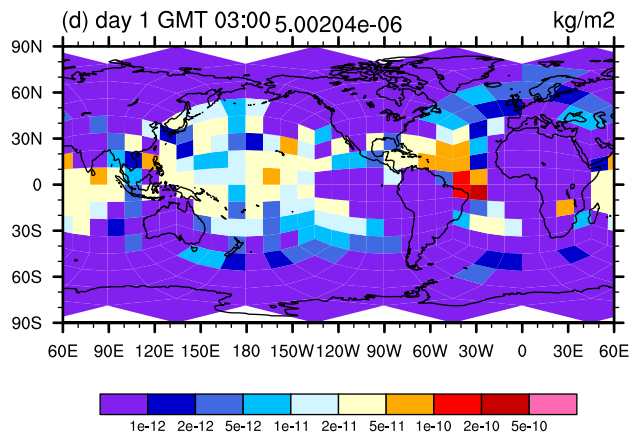 (d) day 1 GMT 03:00 5.00204e-06 kg/m2
90N
60N
30N
0
30S
60S
90S
60E 90E 120E 150E 180 150W 120W 90W 60W 30W 0 30E 60E
1e-12 2e-12 5e-12 1e-11 2e-11 5e-11 1e-10 2e-10 5e-10